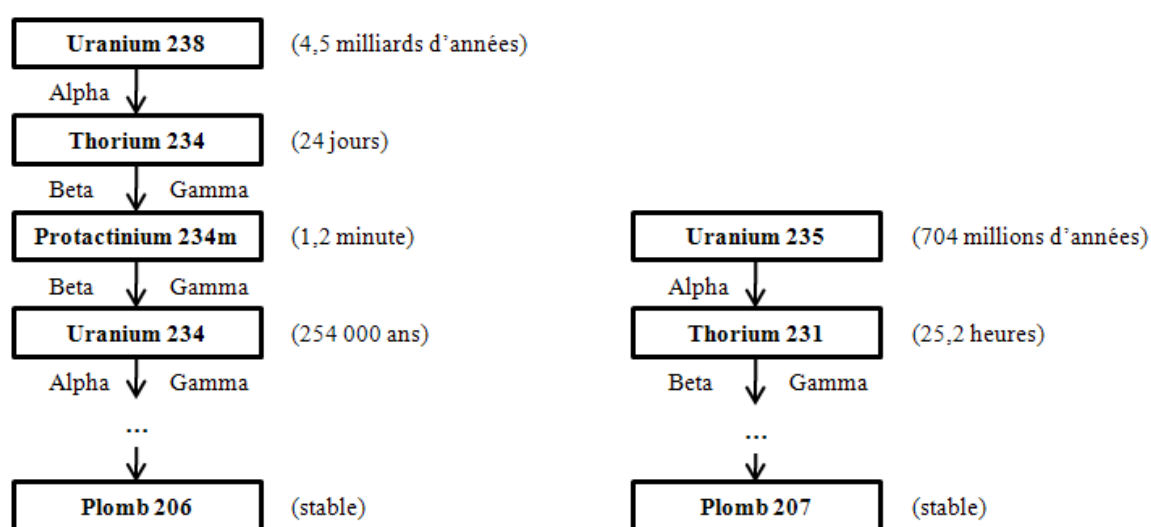 Uranium 238 (4,5 milliards d’années)
Alpha
Thorium 234 (24 jours)
Beta Gamma
Protactinium 234m (1,2 minute)
Beta Gamma
Uranium 234 (254 000 ans)
Alpha Gamma
...
Plomb 206 (stable)
Uranium 235 (704 millions d’années)
Alpha
Thorium 231 (25,2 heures)
Beta Gamma
...
Plomb 207 (stable)